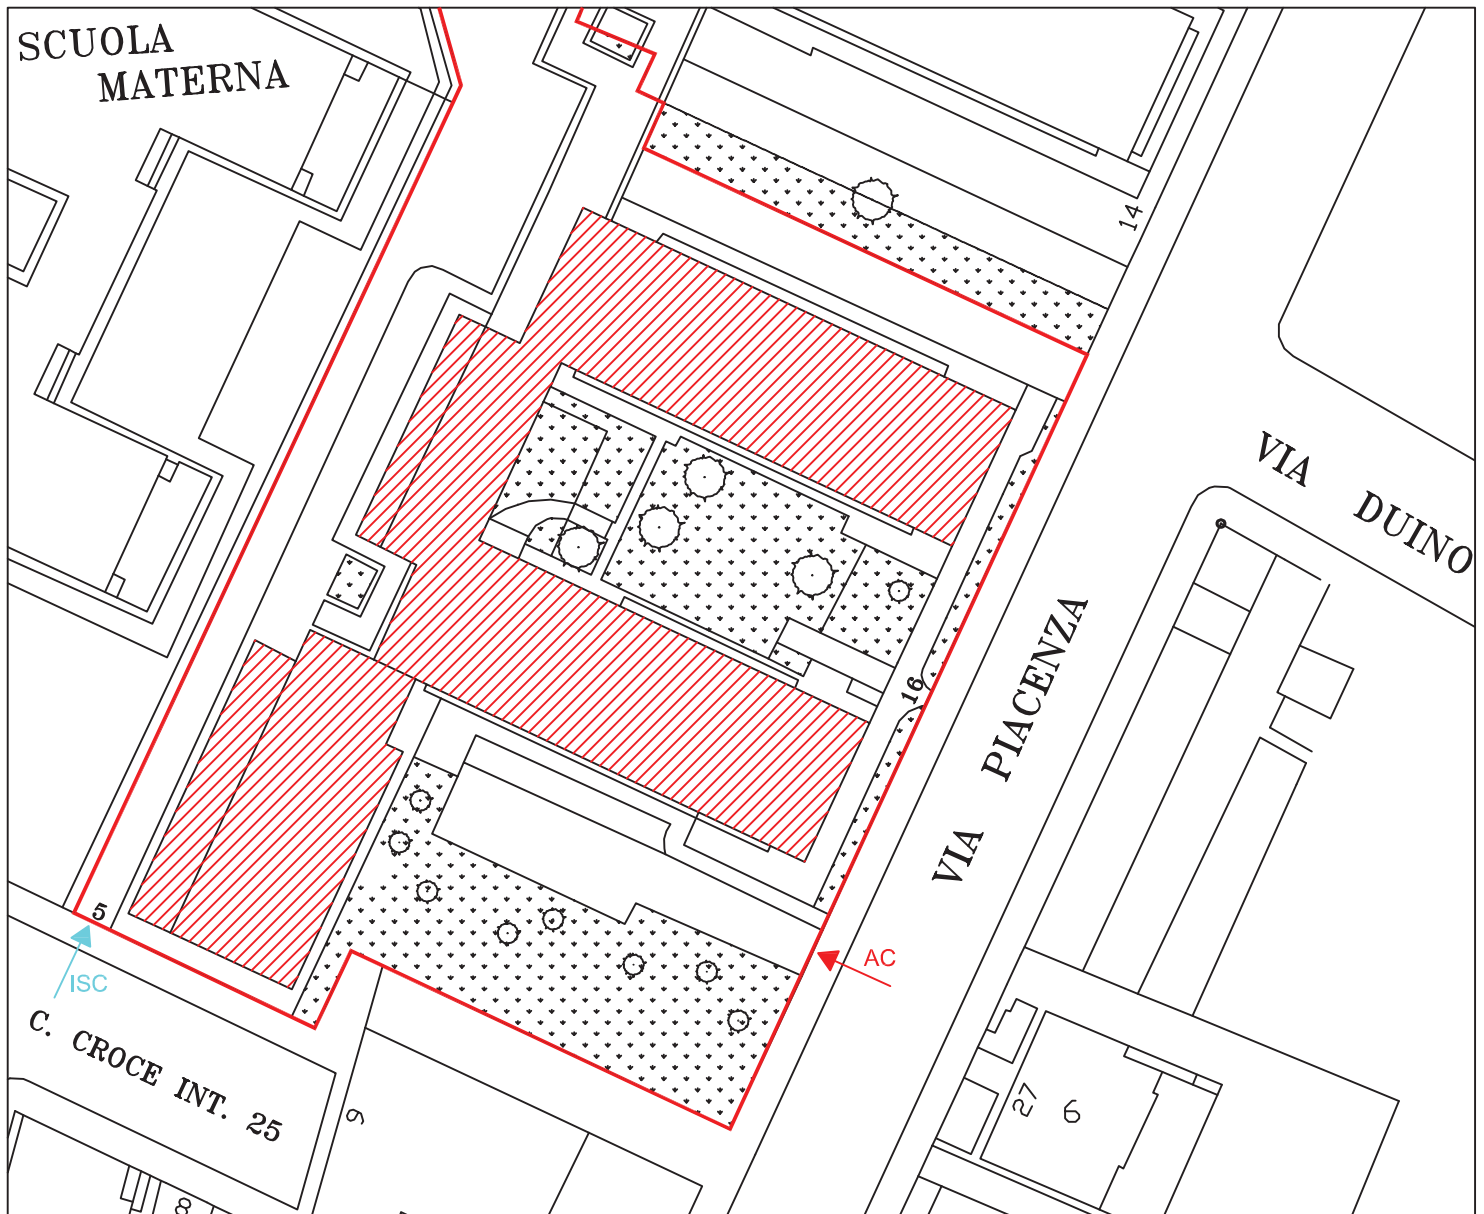 SCUOLA
MATERNA
14
VIA DUINO
16
VIA PIACENZA
5
ISC
AC
C. CROCE INT. 25
9
27
6
8